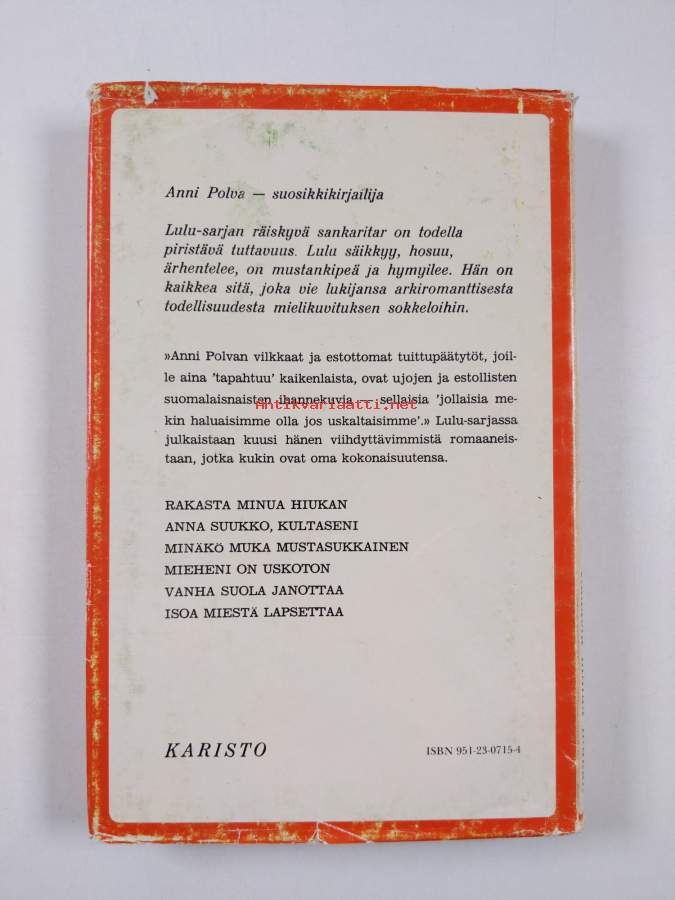 Anni Polva — suosikkikirjailija
Lulu-sarjan räiskyvä sankaritar on todella
piristävä tuttavuus. Lulu säikkyy, hosuu,
ärhentelee, on mustankipeä ja hymyilee. Hän on
kaikkea sitä, joka vie lukijansa arkiromanttisesta
todellisuudesta mielikuvituksen sokkeloihin.
»Anni Polvan vilkkaat ja estottomat tuittupäätytöt, joil-
le aina 'tapahtuu' kaikenlaista, ovat ujojen ja estollisten
suomalaisnaisten ihannekuvia — sellaisia 'jollaisia me-
kin haluaisimme olla jos uskaltaisimme'.» Lulu-sarjassa
julkaistaan kuusi hänen viihdyttävimmistä romaaneis-
taan, jotka kukin ovat oma kokonaisuutensa.
Antikvariaatti.net
RAKASTA MINUA HIUKAN
ANNA SUUKKO, KULTASENI
MINÄKÖ MUKA MUSTASUKKAINEN
MIEHENI ON USKOTON
VANHA SUOLA JANOTTAA
ISOA MIESTÄ LAPSETTAA
KARISTO
ISBN 951-23-0715-4